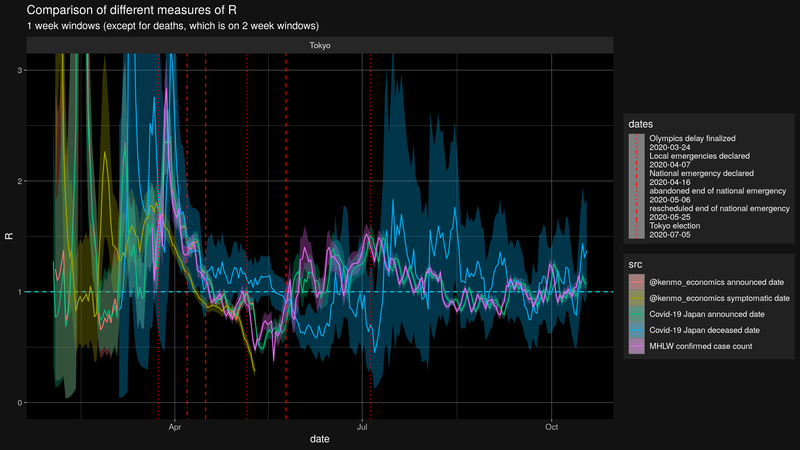 Comparison of different measures of R
1 week windows (except for deaths, which is on 2 week windows)
Tokyo
3
2
1
0
R
Apr
Jul
Oct
date
dates
Olympics delay finalized
2020-03-24
Local emergencies declared
2020-04-07
National emergency declared
2020-04-16
abandoned end of national emergency
2020-05-06
rescheduled end of national emergency
2020-05-25
Tokyo election
2020-07-05
src
@kenmo_economics announced date
@kenmo_economics symptomatic date
Covid-19 Japan announced date
Covid-19 Japan deceased date
MHLW confirmed case count